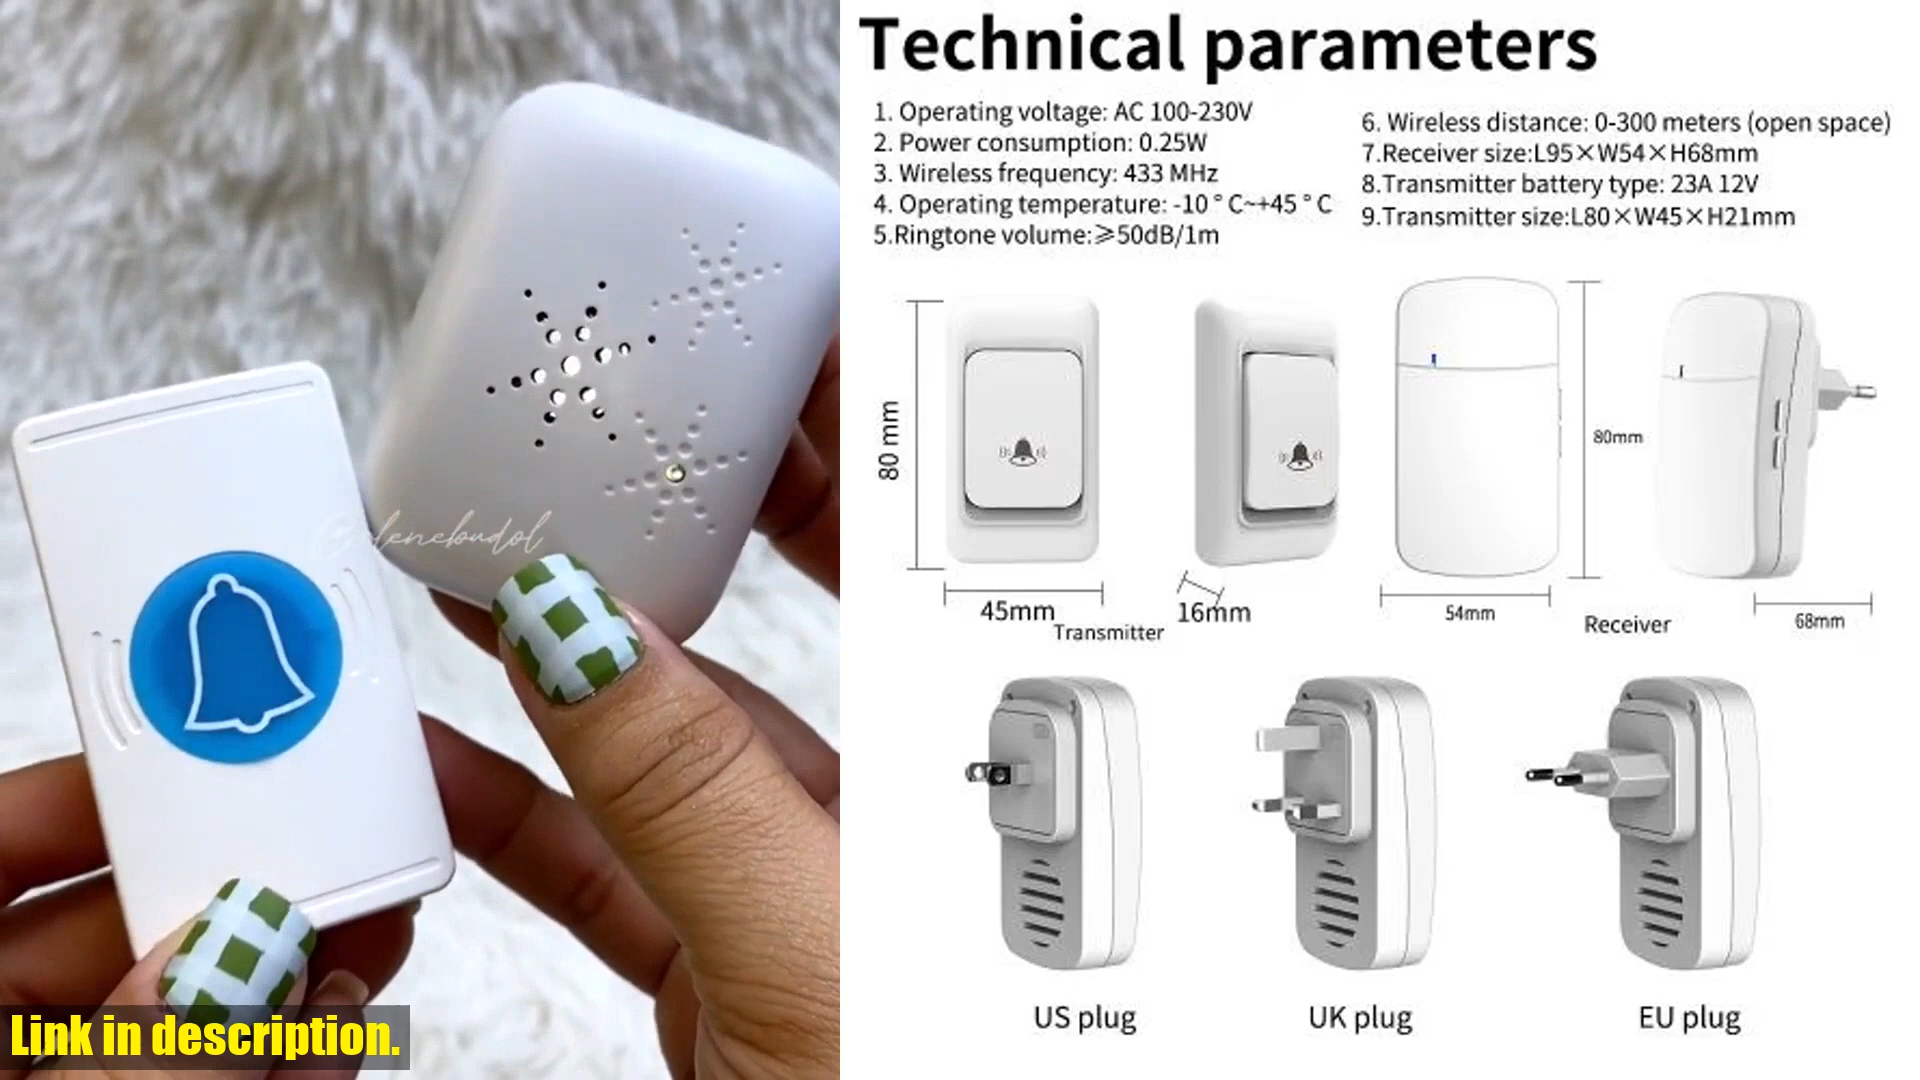 Technical parameters
1. Operating voltage: AC 100-230V
2. Power consumption: 0.25W
3. Wireless frequency: 433 MHz
4. Operating temperature: -10°C~+45°C
5.Ringtone volume:≥50dB/1m
6. Wireless distance: 0-300 meters (open space)
7.Receiver size:L95×W54×H68mm
8.Transmitter battery type: 23A 12V
9.Transmitter size:L80×W45×H21mm
80 mm
45mm
Transmitter
16mm
80mm
54mm
Receiver
68mm
US plug
UK plug
EU plug
Link in description.